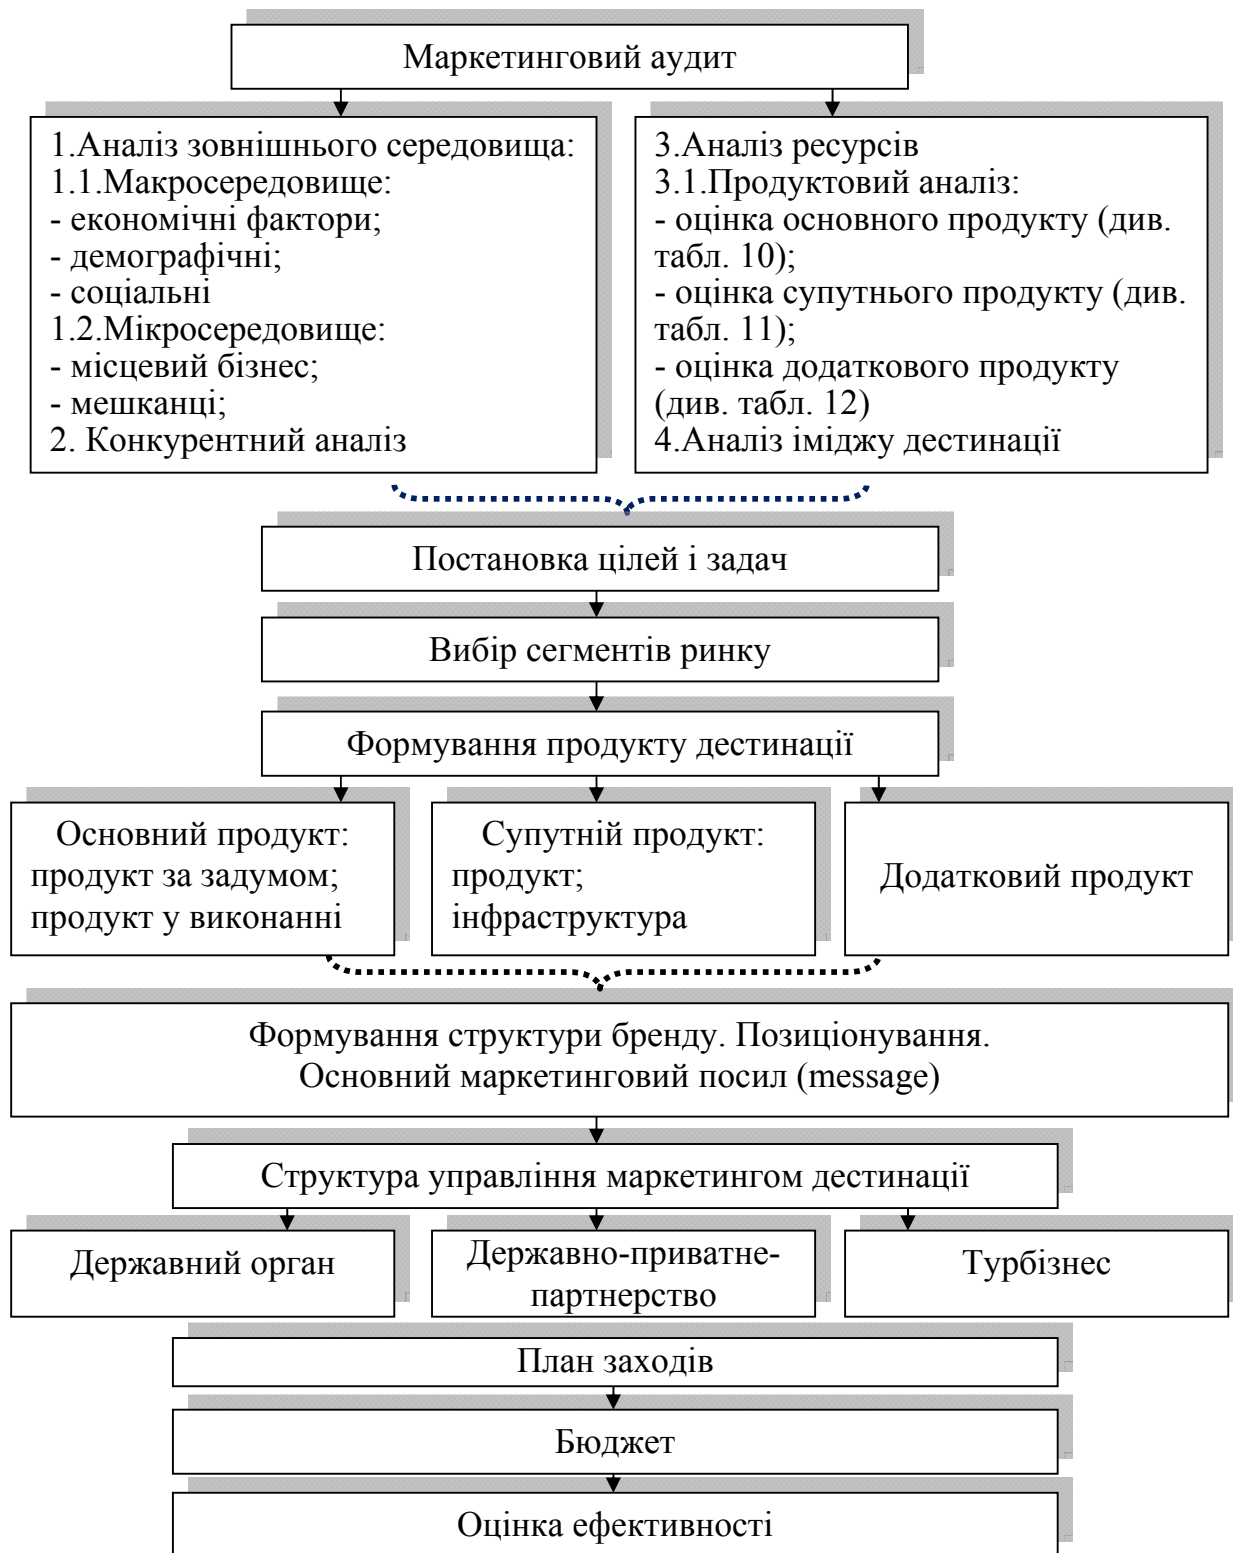 Маркетинговий аудит
1.Аналіз зовнішнього середовища:
1.1.Макросередовище:
- економічні фактори;
- демографічні;
- соціальні
1.2.Мікросередовище:
- місцевий бізнес;
- мешканці;
2. Конкурентний аналіз
3.Аналіз ресурсів
3.1.Продуктовий аналіз:
- оцінка основного продукту (див.
табл. 10);
- оцінка супутнього продукту (див.
табл. 11);
- оцінка додаткового продукту
(див. табл. 12)
4.Аналіз іміджу дестинації
Постановка цілей і задач
Вибір сегментів ринку
Формування продукту дестинації
Основний продукт:
продукт за задумом;
продукт у виконанні
Супутній продукт:
продукт;
інфраструктура
Додатковий продукт
Формування структури бренду. Позиціонування.
Основний маркетинговий посил (message)
Структура управління маркетингом дестинації
Державний орган
Державно-приватне-
партнерство
Турбізнес
План заходів
Бюджет
Оцінка ефективності